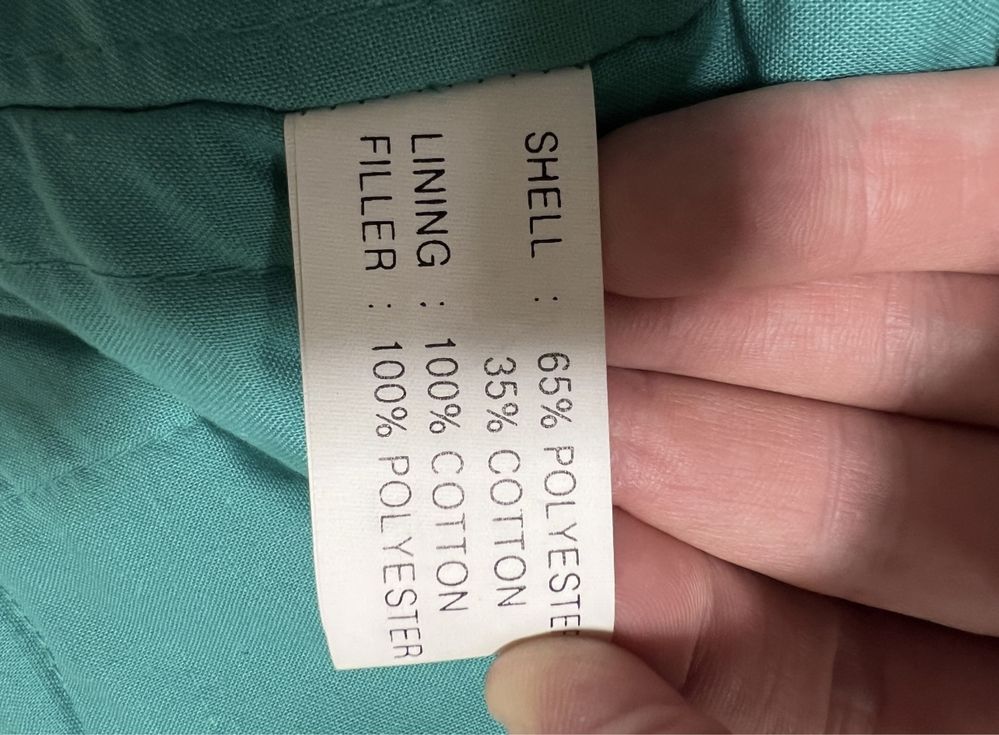 SHELL : 65% POLYESTE
35% COTTON
LINING : 100% COTTON
FILLER : 100% POLYESTER